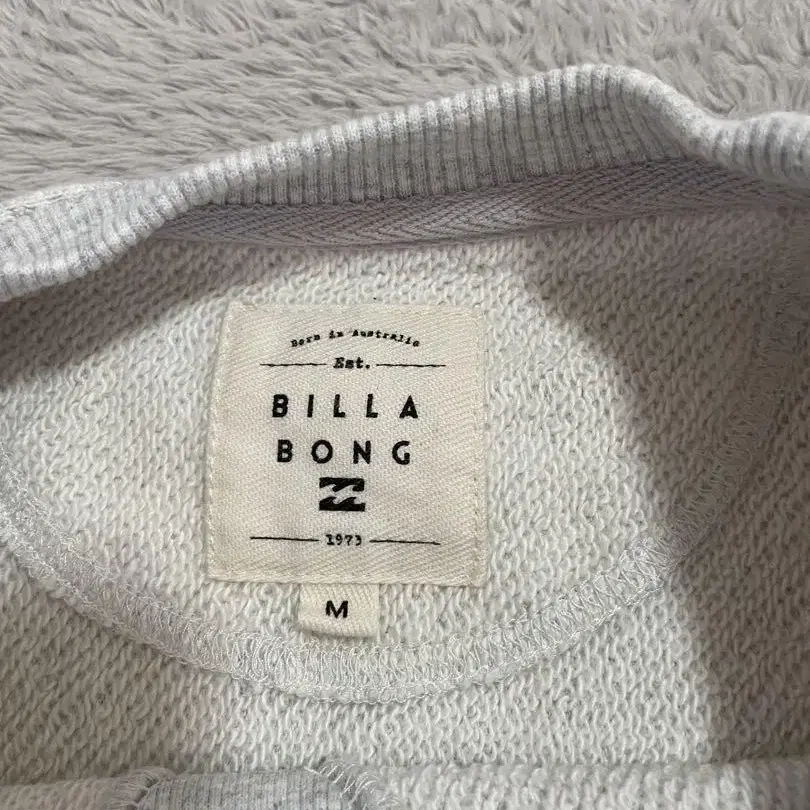 Born in Australia
Est.
BILLA
BONG
1973
M